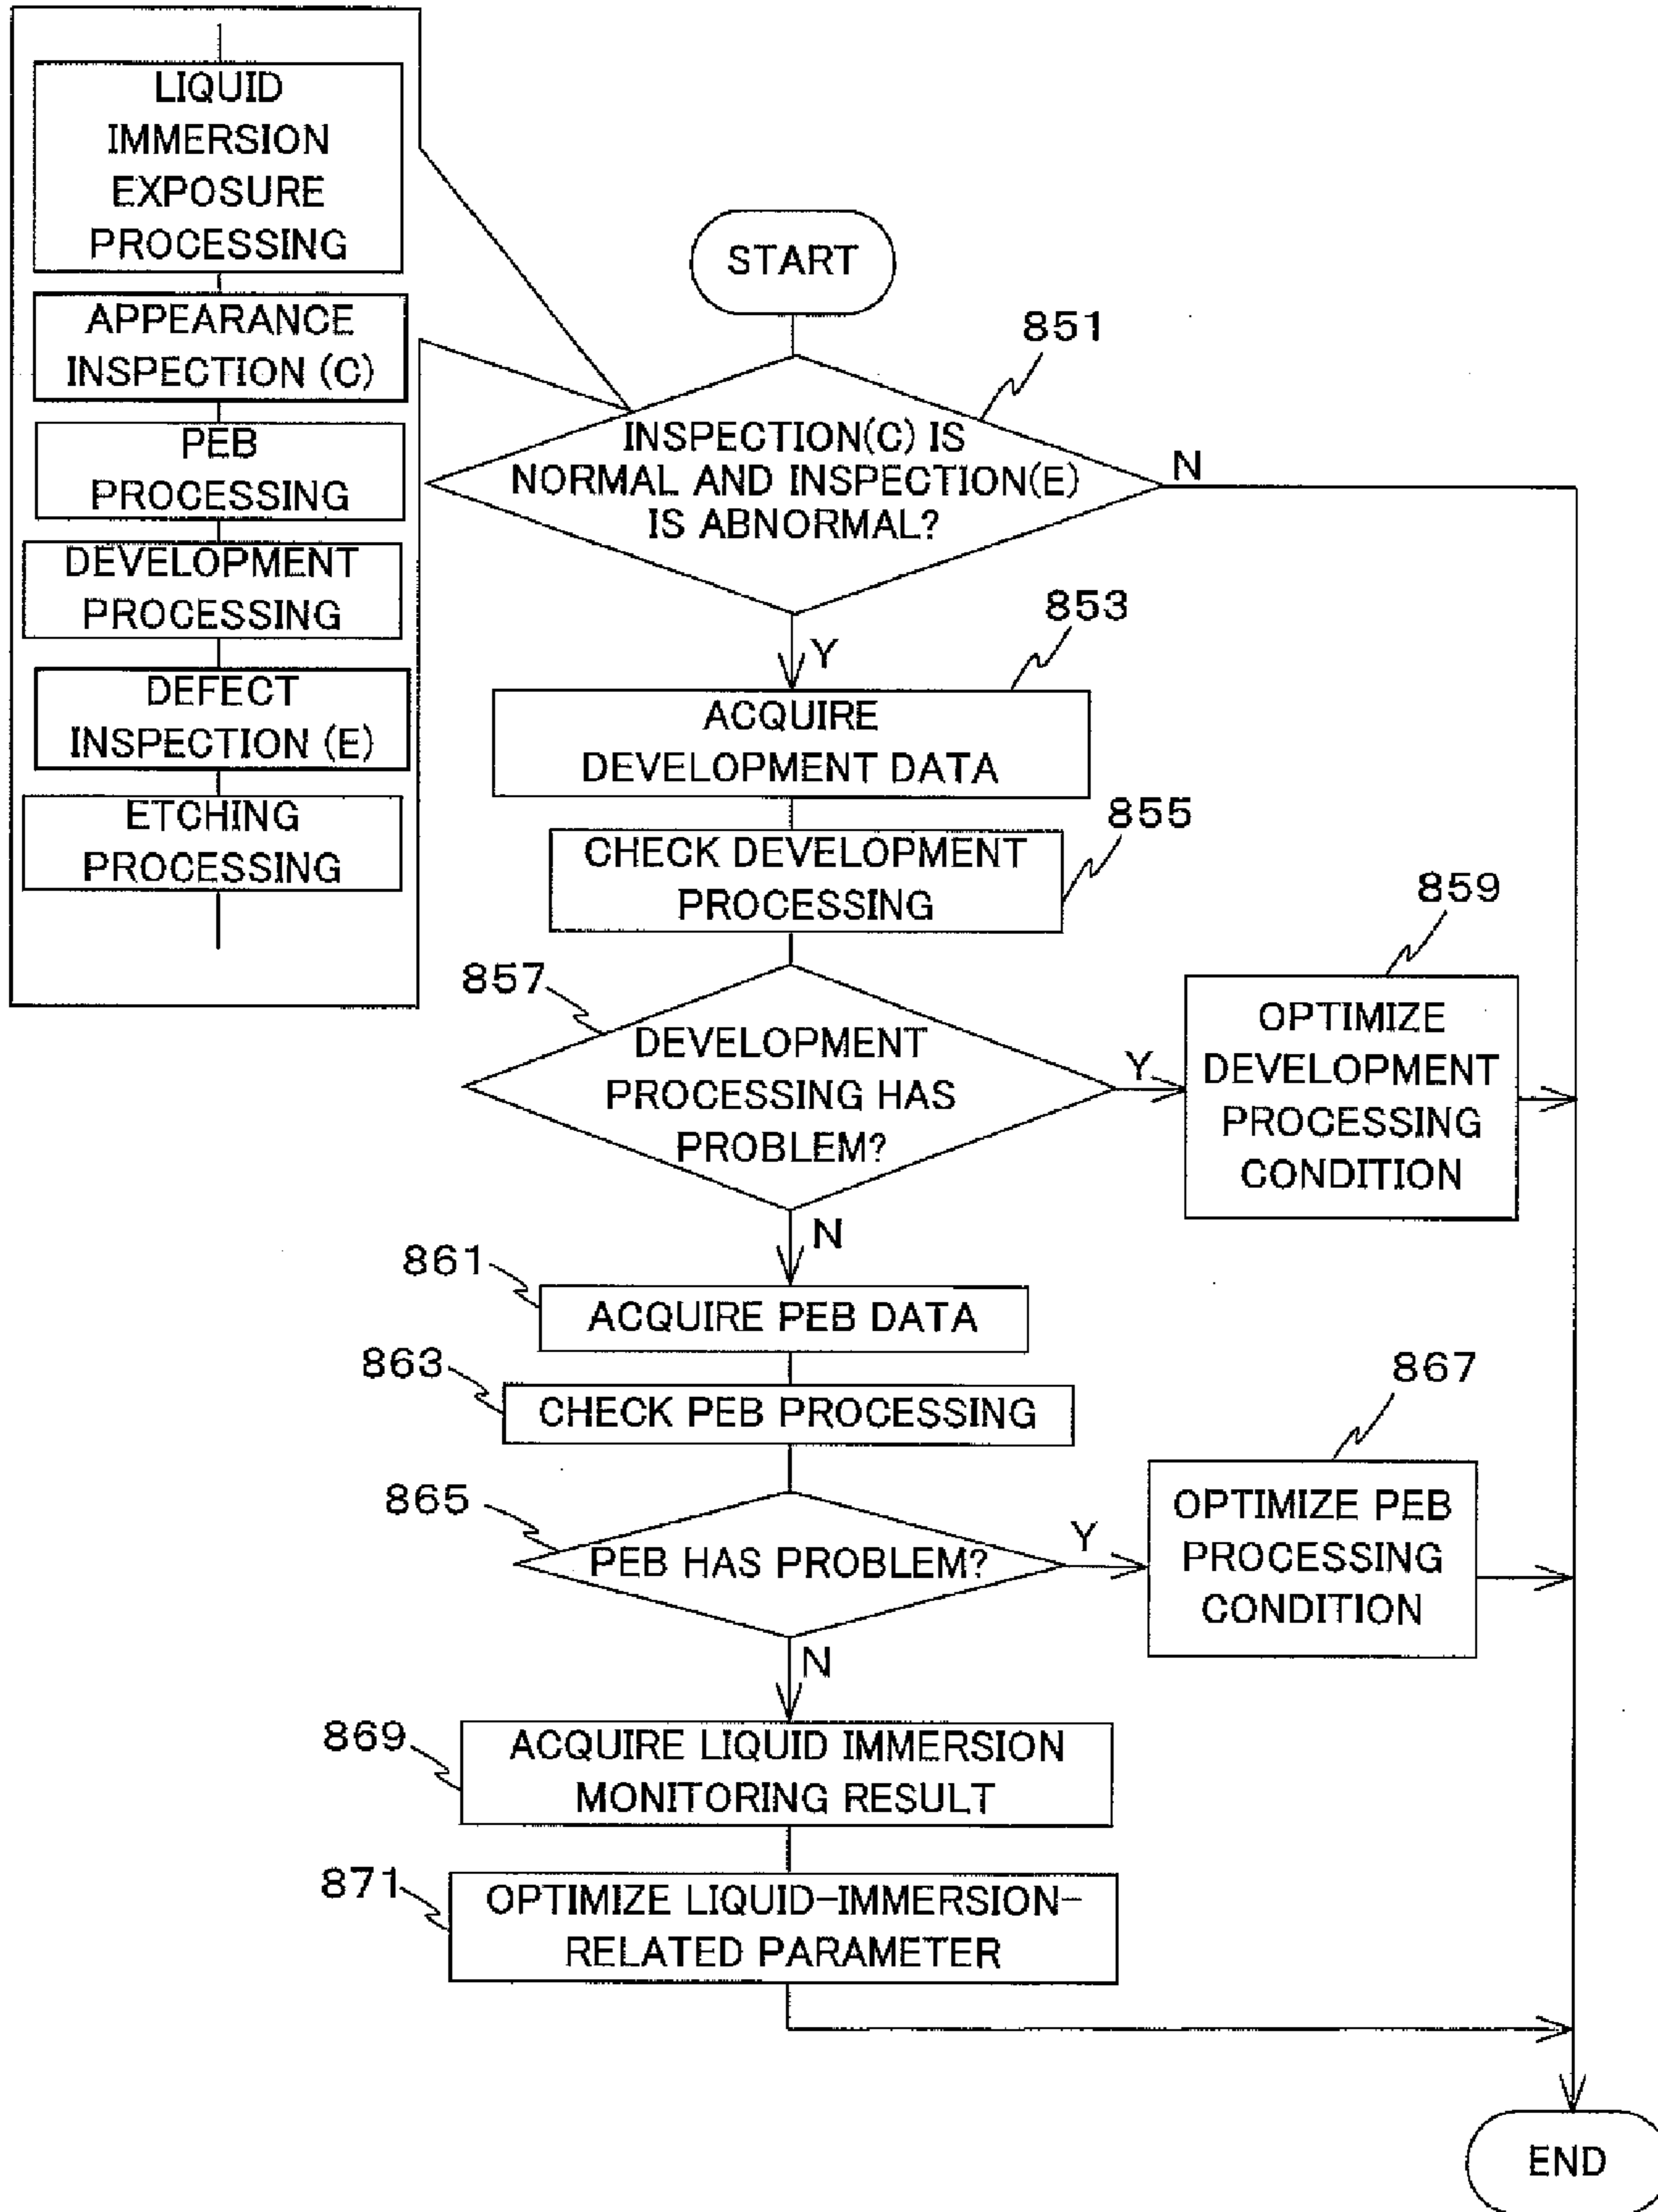 LIQUID
IMMERSION
EXPOSURE
PROCESSING
APPEARANCE
INSPECTION (C)
PEB
PROCESSING
DEVELOPMENT
PROCESSING
DEFECT
INSPECTION (E)
ETCHING
PROCESSING
START
851
INSPECTION(C) IS
NORMAL AND INSPECTION(E)
IS ABNORMAL?
N
Y
853
ACQUIRE
DEVELOPMENT DATA
855
CHECK DEVELOPMENT
PROCESSING
857
DEVELOPMENT
PROCESSING HAS
PROBLEM?
Y
859
OPTIMIZE
DEVELOPMENT
PROCESSING
CONDITION
N
861
ACQUIRE PEB DATA
863
CHECK PEB PROCESSING
865
PEB HAS PROBLEM?
Y
867
OPTIMIZE PEB
PROCESSING
CONDITION
N
869
ACQUIRE LIQUID IMMERSION
MONITORING RESULT
871
OPTIMIZE LIQUID-IMMERSION-
RELATED PARAMETER
END